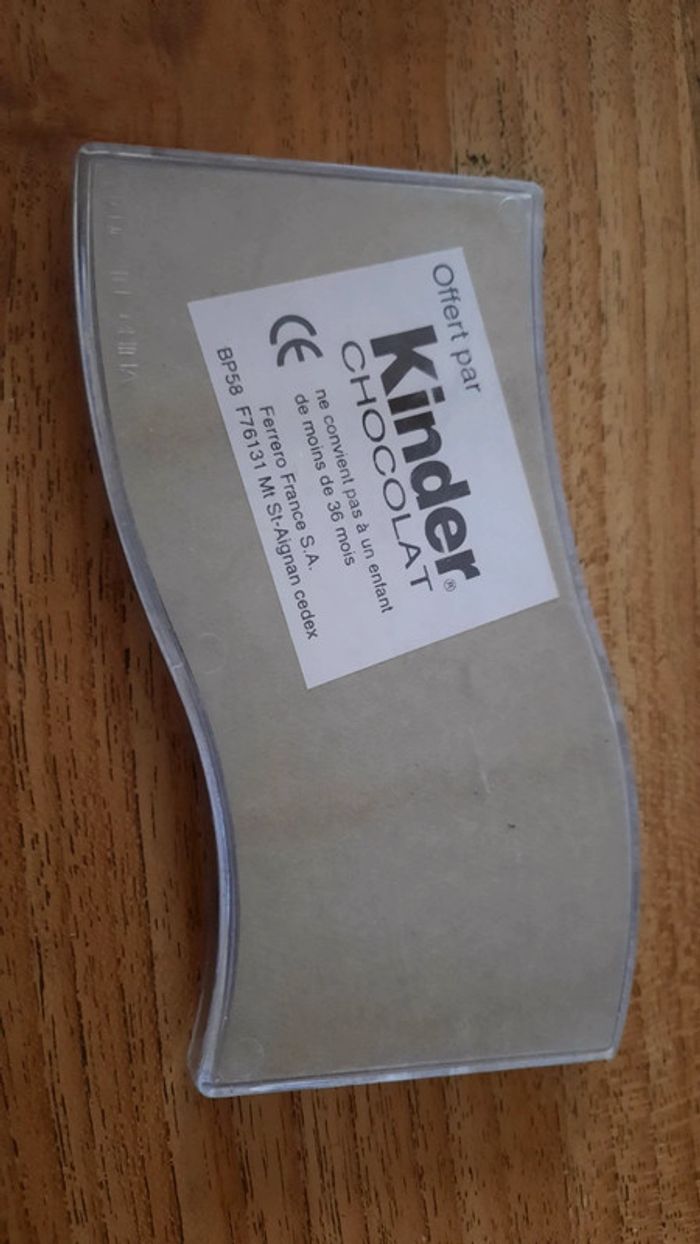 Offert par
Kinder®
CHOCOLAT
CE
ne convient pas à un enfant
de moins de 36 mois
Ferrero France S.A.
BP58 F76131 Mt St-Aignan cedex